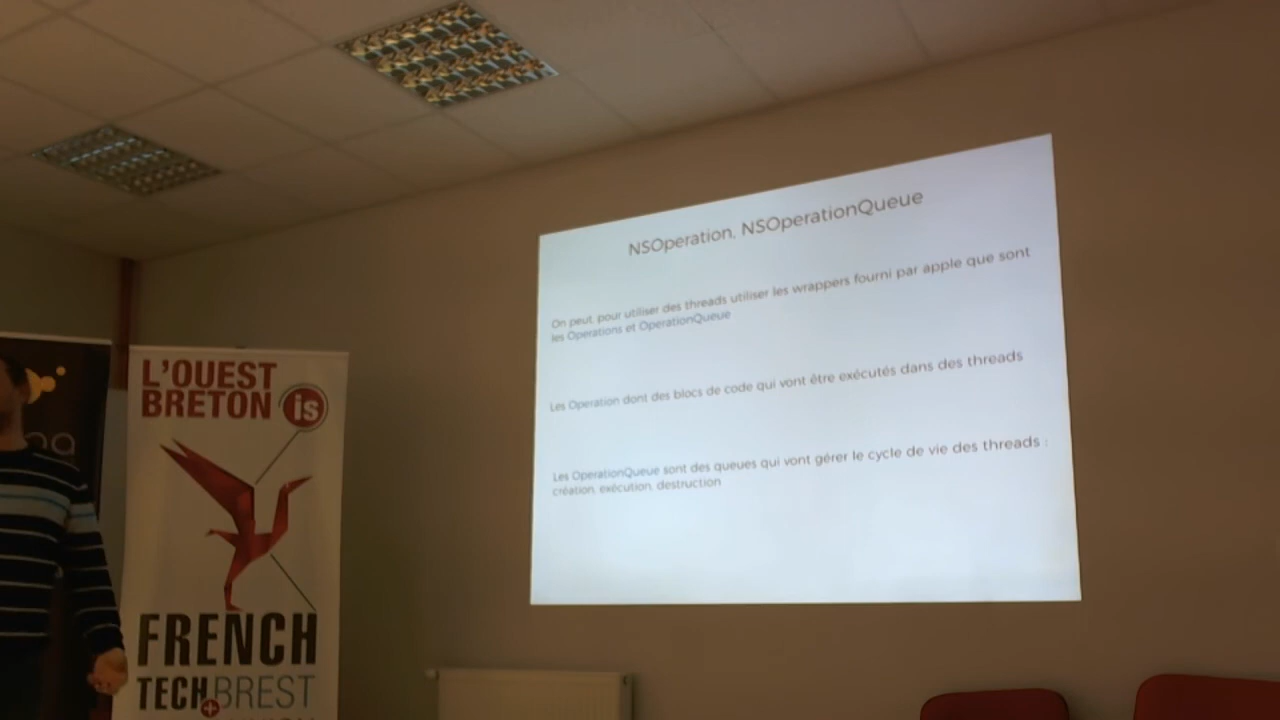 NSOperation, NSOperationQueue
On peut, pour utiliser des threads utiliser les wrappers fourni par apple que sont
les Operations et OperationQueue
Les Operation dont des blocs de code qui vont être exécutés dans des threads
Les OperationQueue sont des queues qui vont gérer le cycle de vie des threads :
création, exécution, destruction
L'OUEST
BRETON is
FRENCH
TECH+BREST